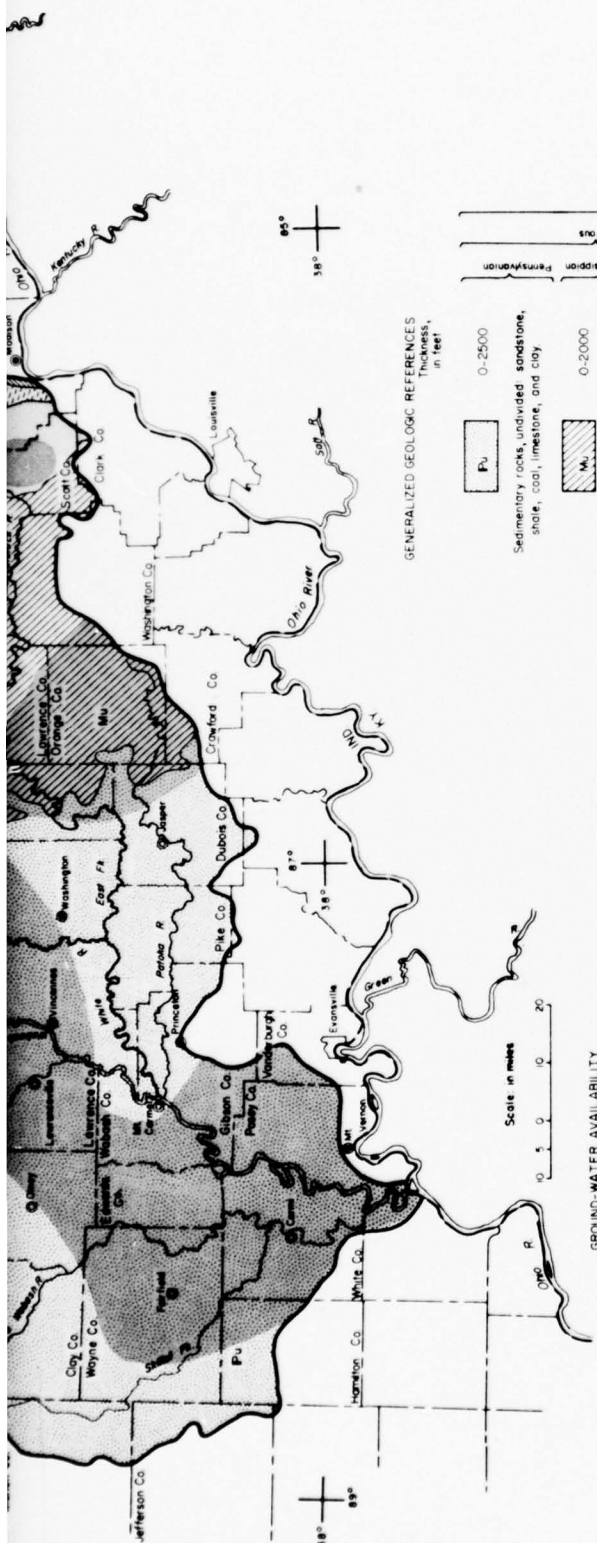 Ohio
Kentucky R.
Madison
85°
38°
Scott Co.
Clark Co.
Louisville
Salt R.
Washington Co.
Ohio River
Lawrence Co.
Orange Co.
Mu
Crawford Co.
IND
KY
Washington
East Fk.
White R.
Jasper
Dubois Co.
87°
38°
Patoka R.
Pike Co.
Princeton
Vincennes
Lawrenceville
Lawrence Co.
Wabash Co.
Mt. Carmel
Gibson Co.
Posey Co.
Vanderburgh Co.
Evansville
Green R.
Olney
Edwards Co.
Carmi
Mt Vernon
Fairfield
Clay Co.
Wayne Co.
Pu
White Co.
Hamilton Co.
Ohio R.
Jefferson Co.
89°
38°
Scale in miles
10 5 0 10 20
GENERALIZED GEOLOGIC REFERENCES
Thickness, in feet
Pu
0-2500
Pennsylvanian
Sedimentary rocks, undivided: sandstone,
shale, coal, limestone, and clay.
Mu
0-2000
GROUND-WATER AVAILABILITY